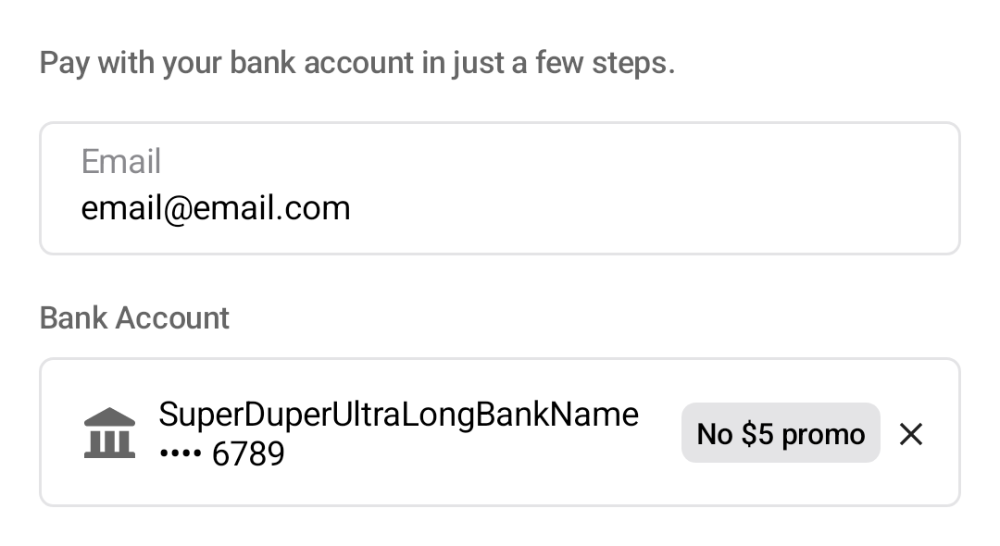 Pay with your bank account in just a few steps.
Email
email@email.com
Bank Account
SuperDuperUltraLongBankName
•••• 6789
No $5 promo